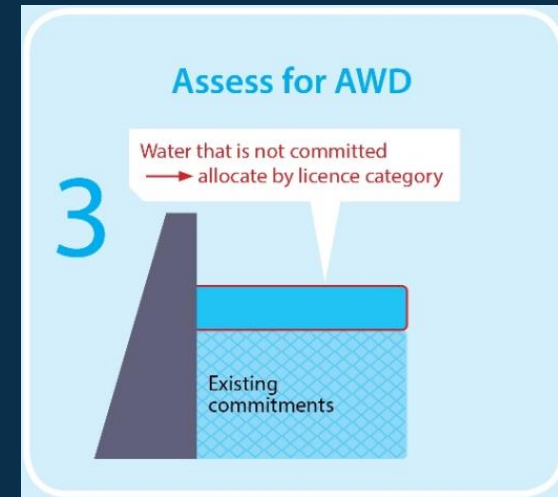 Assess for AWD
Water that is not committed
→ allocate by licence category
3
Existing
commitments